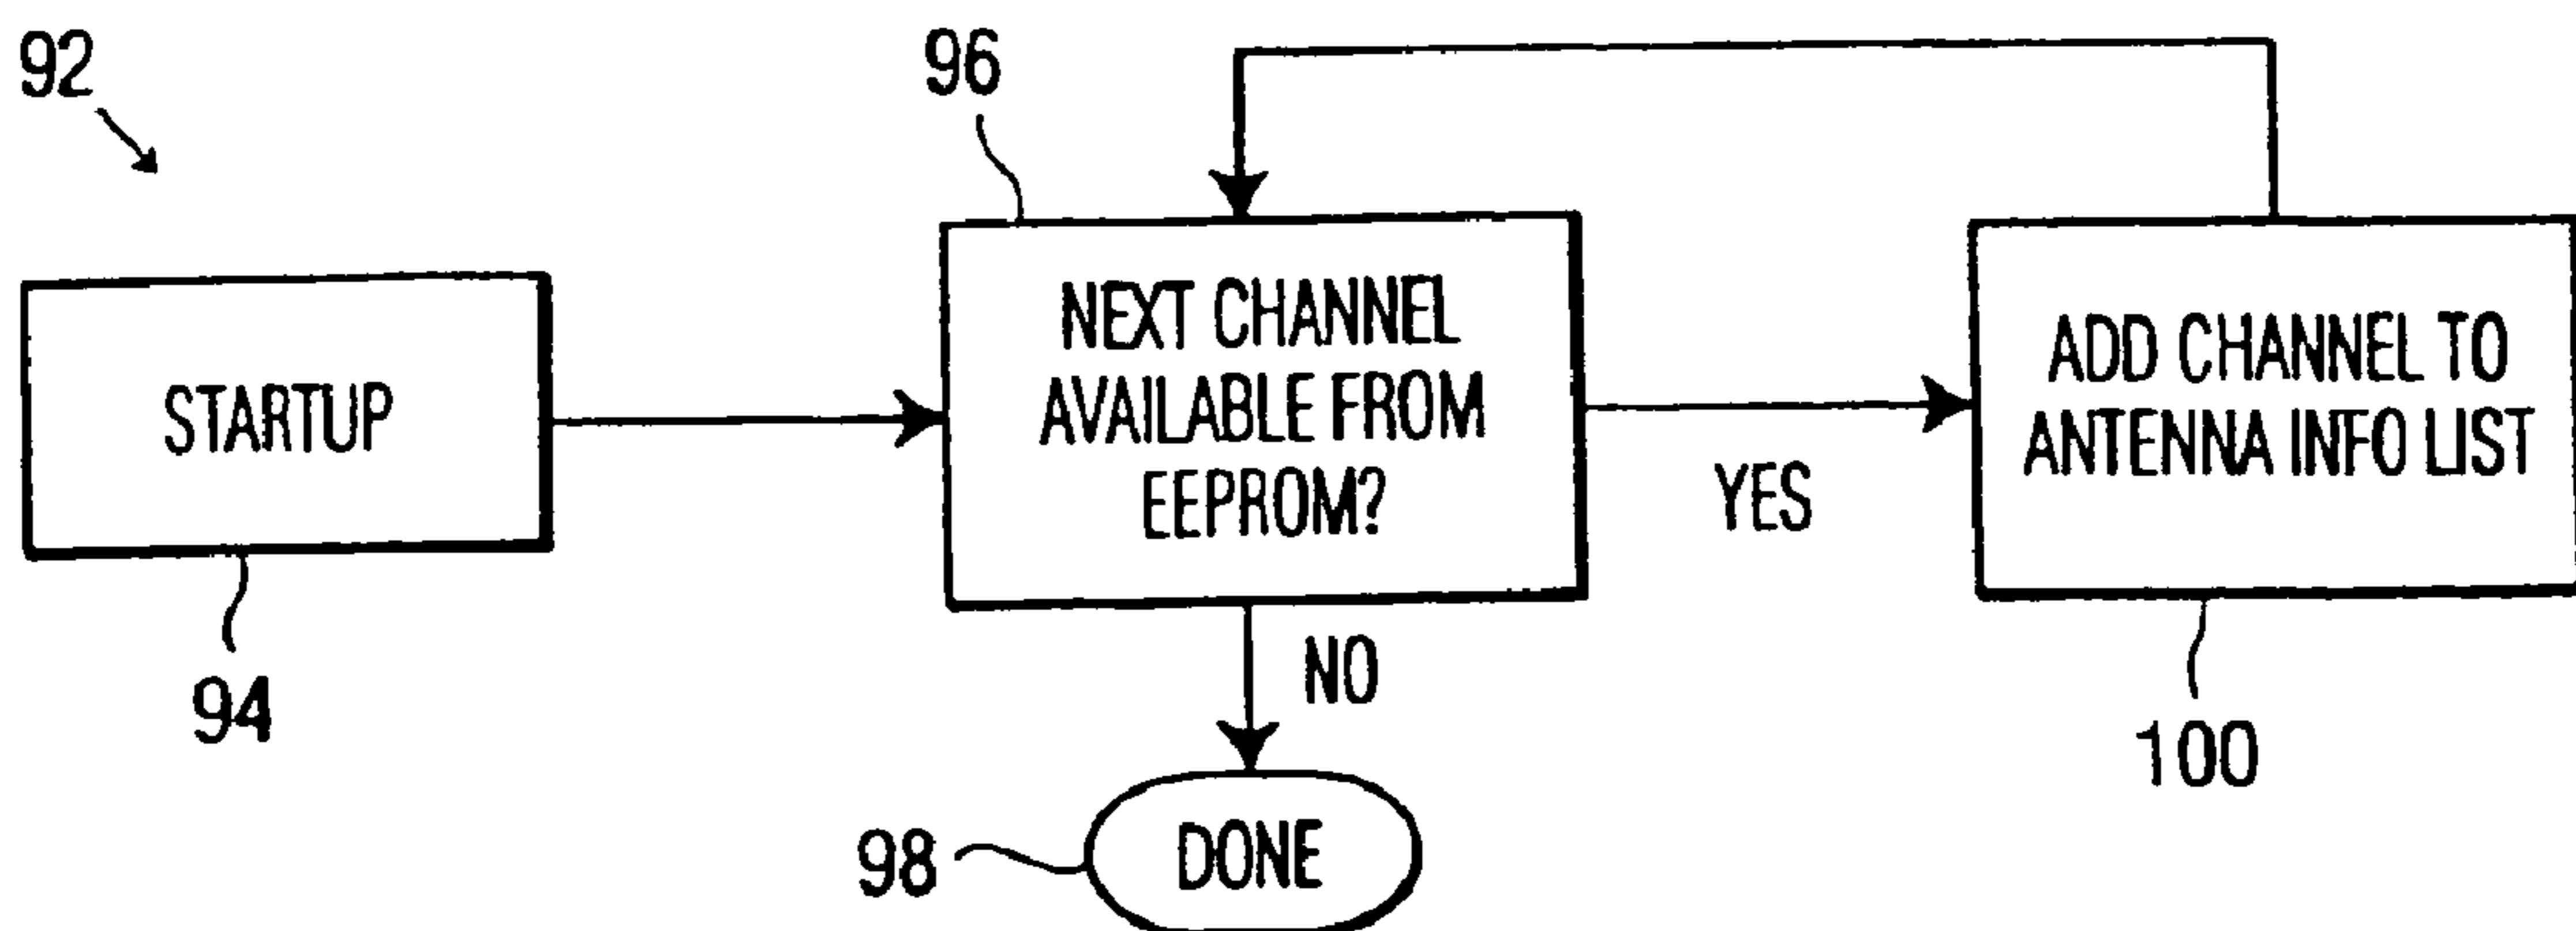 92
96
STARTUP
NEXT CHANNEL
AVAILABLE FROM
EEPROM?
YES
ADD CHANNEL TO
ANTENNA INFO LIST
94
NO
100
98
DONE